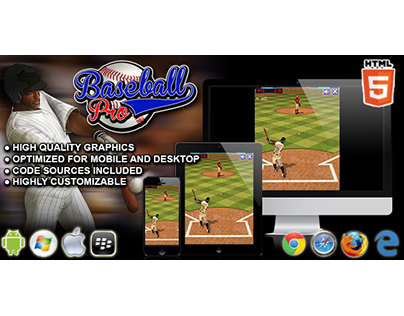 Baseball
Pro
HTML
5
• HIGH QUALITY GRAPHICS
• OPTIMIZED FOR MOBILE AND DESKTOP
• CODE SOURCES INCLUDED
• HIGHLY CUSTOMIZABLE